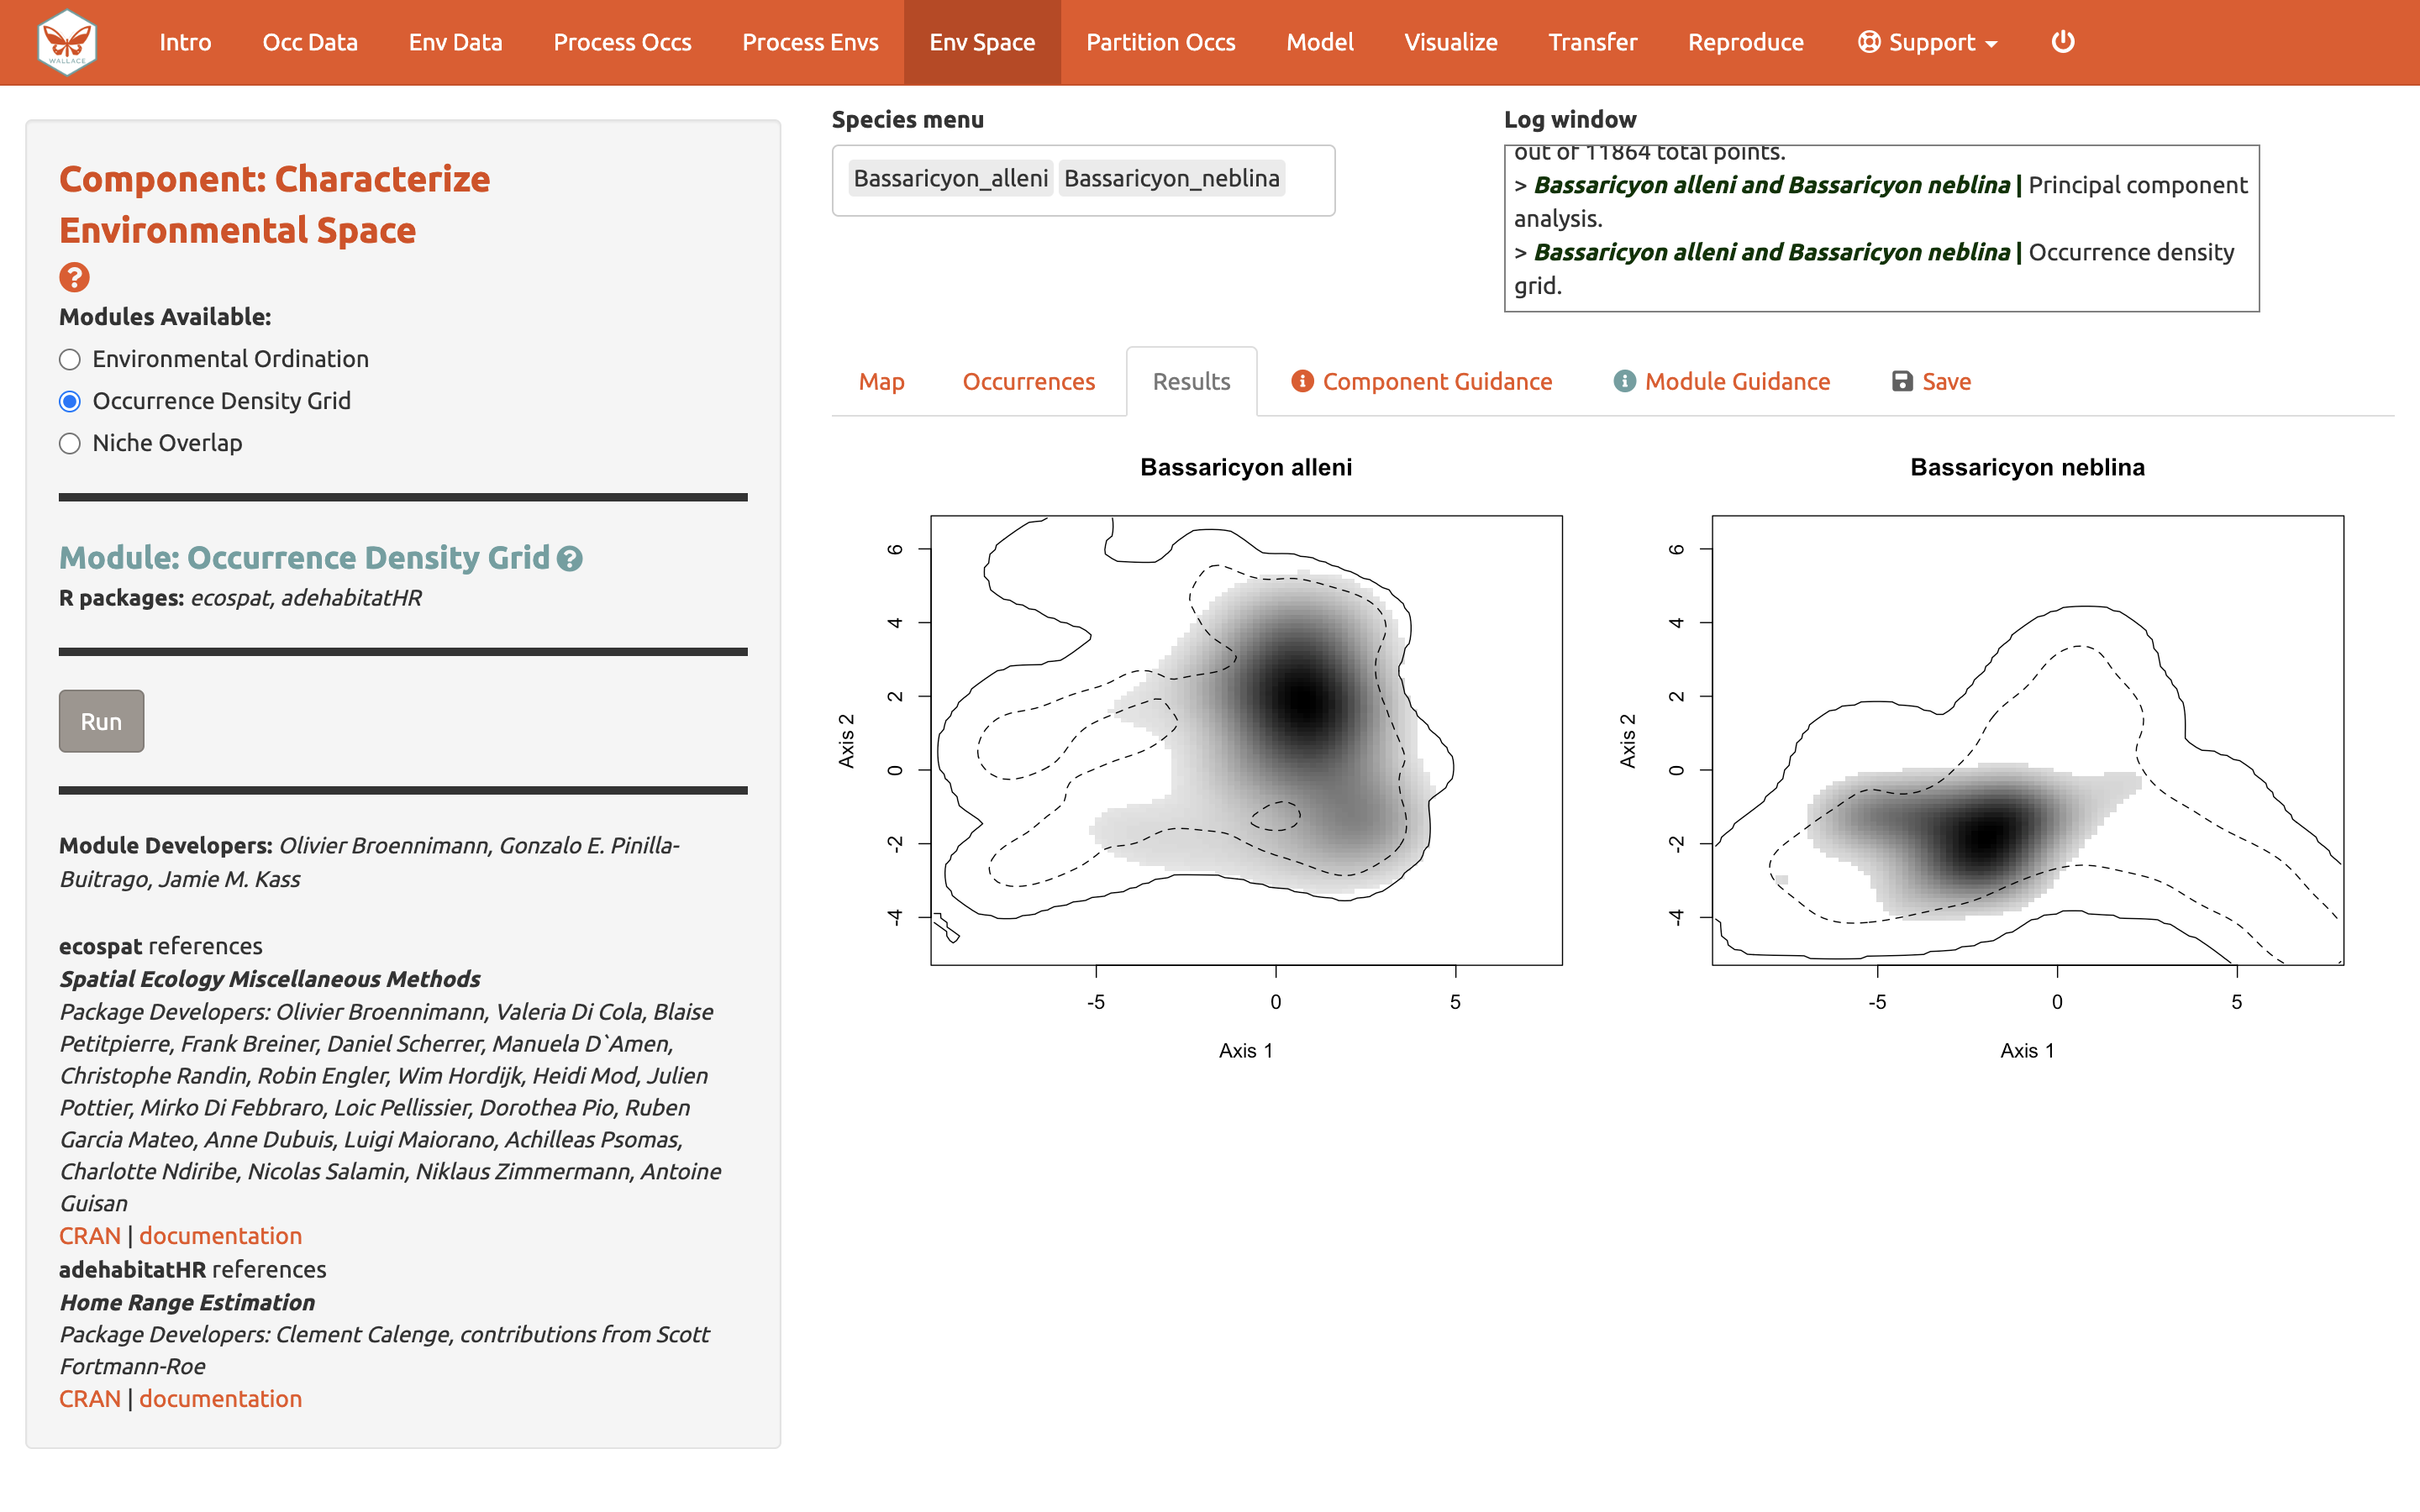 WALLACE
Intro Occ Data Env Data Process Occs Process Envs Env Space Partition Occs Model Visualize Transfer Reproduce Support
Component: Characterize
Environmental Space
?
Modules Available:
Environmental Ordination
Occurrence Density Grid
Niche Overlap
Module: Occurrence Density Grid ?
R packages: ecospat, adehabitatHR
Run
Module Developers: Olivier Broennimann, Gonzalo E. Pinilla-
Buitrago, Jamie M. Kass
ecospat references
Spatial Ecology Miscellaneous Methods
Package Developers: Olivier Broennimann, Valeria Di Cola, Blaise
Petitpierre, Frank Breiner, Daniel Scherrer, Manuela D`Amen,
Christophe Randin, Robin Engler, Wim Hordijk, Heidi Mod, Julien
Pottier, Mirko Di Febbraro, Loic Pellissier, Dorothea Pio, Ruben
Garcia Mateo, Anne Dubuis, Luigi Maiorano, Achilleas Psomas,
Charlotte Ndiribe, Nicolas Salamin, Niklaus Zimmermann, Antoine
Guisan
CRAN | documentation
adehabitatHR references
Home Range Estimation
Package Developers: Clement Calenge, contributions from Scott
Fortmann-Roe
CRAN | documentation
Species menu
Bassaricyon_alleni Bassaricyon_neblina
Log window
out of 11864 total points.
> Bassaricyon alleni and Bassaricyon neblina | Principal component
analysis.
> Bassaricyon alleni and Bassaricyon neblina | Occurrence density
grid.
Map Occurrences Results Component Guidance Module Guidance Save
Bassaricyon alleni
6
4
2
0
-2
-4
Axis 2
-5 0 5
Axis 1
Bassaricyon neblina
6
4
2
0
-2
-4
Axis 2
-5 0 5
Axis 1